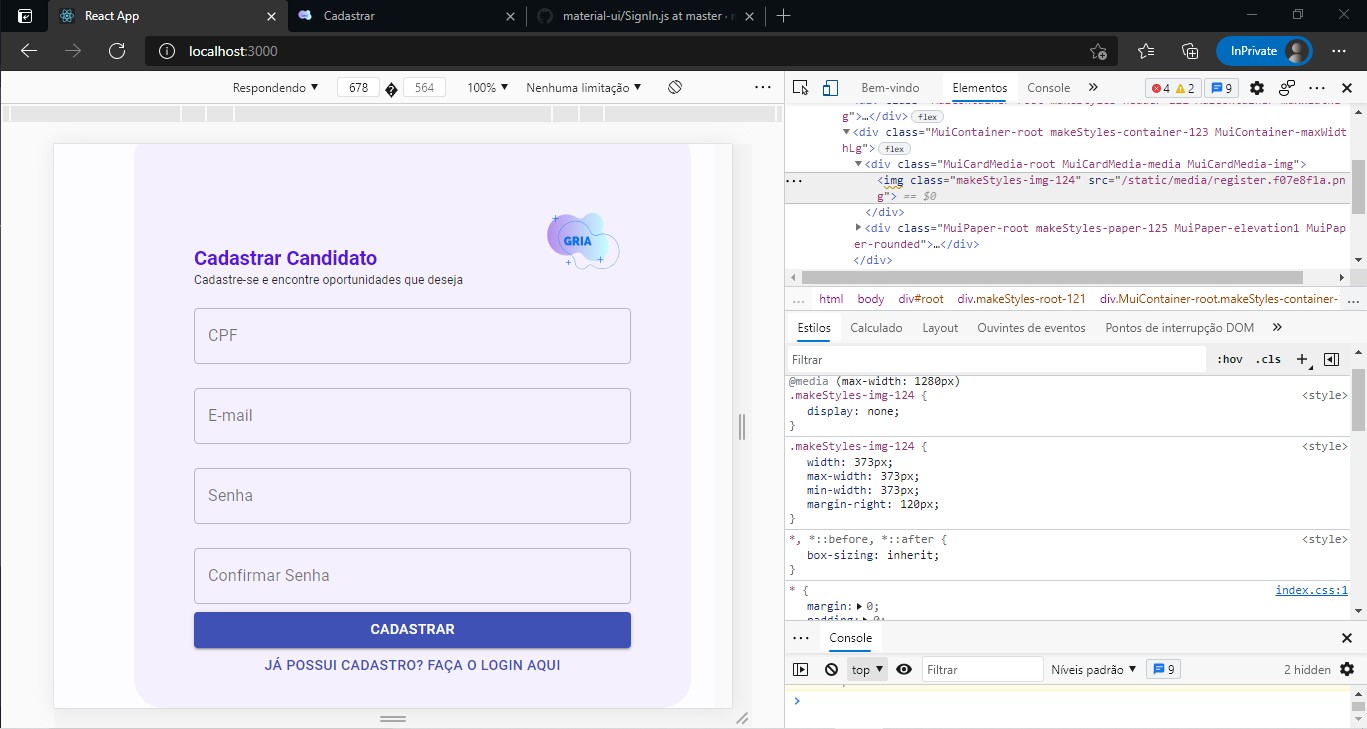 React App
Cadastrar
material-ui/SignIn.js at master ·
localhost:3000
InPrivate
Respondendo ▼ 678 564 100% ▼ Nenhuma limitação ▼
Bem-vindo Elementos Console » 4 2 9
g">…</div> flex
▼<div class="MuiContainer-root makeStyles-container-123 MuiContainer-maxWidt
hLg"> flex
▼<div class="MuiCardMedia-root MuiCardMedia-media MuiCardMedia-img">
<img class="makeStyles-img-124" src="/static/media/register.f07e8f1a.pn
g"> == $0
</div>
▶<div class="MuiPaper-root makeStyles-paper-125 MuiPaper-elevation1 MuiPap
er-rounded">…</div>
</div>
... html body div#root div.makeStyles-root-121 div.MuiContainer-root.makeStyles-container- ...
Estilos Calculado Layout Ouvintes de eventos Pontos de interrupção DOM »
Filtrar :hov .cls +
@media (max-width: 1280px)
.makeStyles-img-124 { <style>
display: none;
}
.makeStyles-img-124 { <style>
width: 373px;
max-width: 373px;
min-width: 373px;
margin-right: 120px;
}
*, *::before, *::after { <style>
box-sizing: inherit;
}
* { index.css:1
margin: ▶ 0;
padding: ▶ 0;
Console
top ▼ Filtrar Níveis padrão ▼ 9 2 hidden
GRIA
Cadastrar Candidato
Cadastre-se e encontre oportunidades que deseja
CPF
E-mail
Senha
Confirmar Senha
CADASTRAR
JÁ POSSUI CADASTRO? FAÇA O LOGIN AQUI